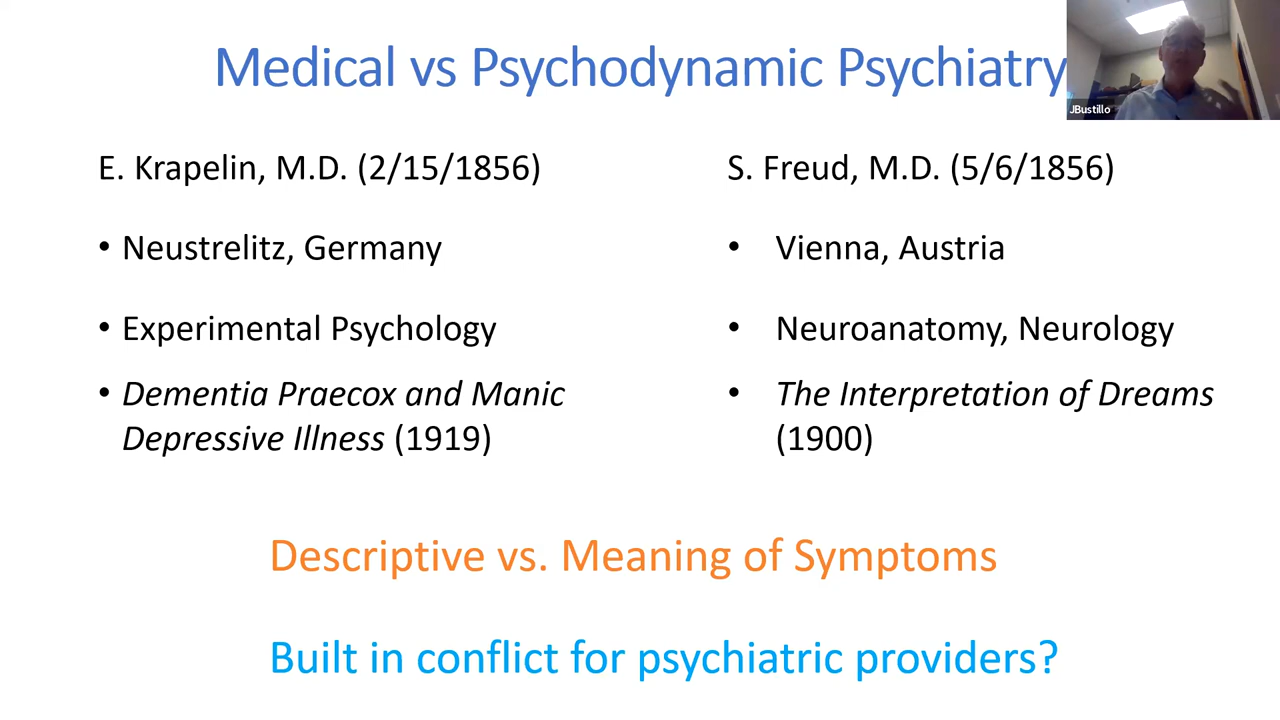 Medical vs Psychodynamic Psychiatry
JBustillo
E. Krapelin, M.D. (2/15/1856)
• Neustrelitz, Germany
• Experimental Psychology
• Dementia Praecox and Manic
Depressive Illness (1919)
S. Freud, M.D. (5/6/1856)
• Vienna, Austria
• Neuroanatomy, Neurology
• The Interpretation of Dreams
(1900)
Descriptive vs. Meaning of Symptoms
Built in conflict for psychiatric providers?